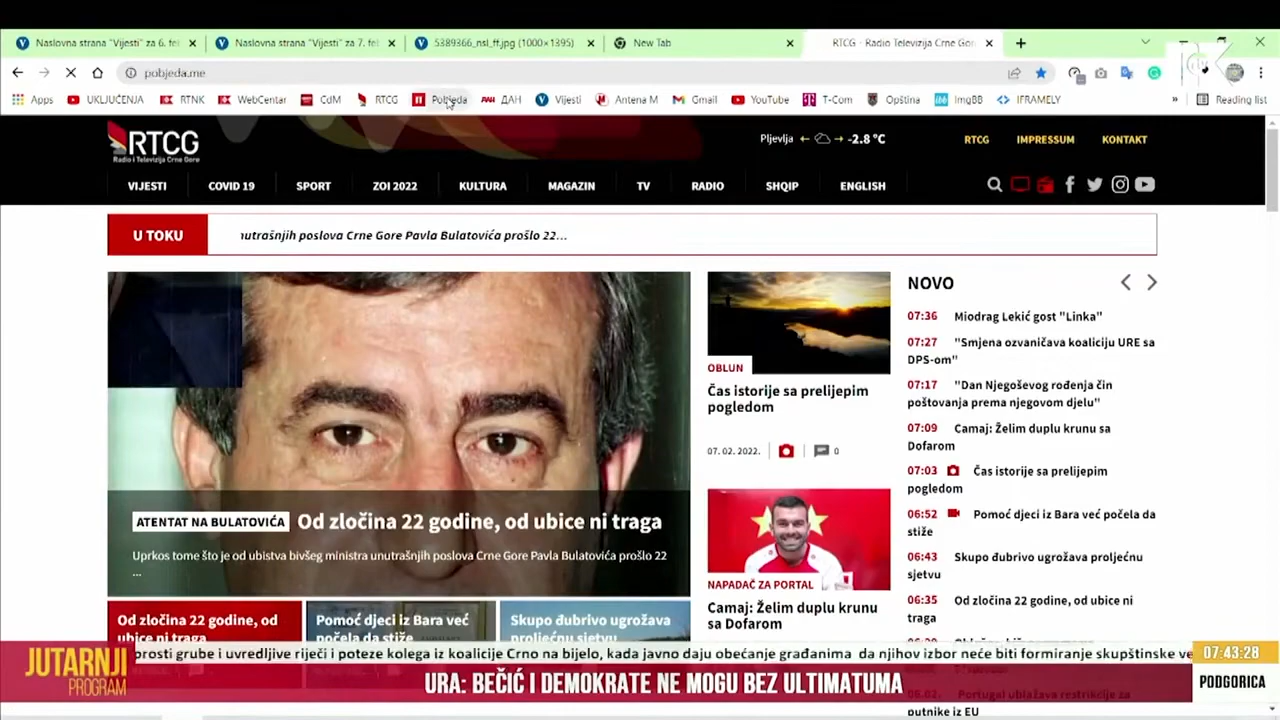 Naslovna strana "Vijesti" za 6. fe
Naslovna strana "Vijesti" za 7. fe
5389366_nsl_ff.jpg (1000×1395)
New Tab
RTCG - Radio Televizija Crne Gor
pobjeda.me
Apps
UKLJUČENJA
RTNK
WebCentar
CdM
RTCG
Pobjeda
ДАН
Vijesti
Antena M
Gmail
YouTube
T-Com
Opština
ImgBB
IFRAMELY
Reading list
RTCG
Radio i Televizija Crne Gore
Pljevlja
-2.8 °C
RTCG
IMPRESSUM
KONTAKT
VIJESTI
COVID 19
SPORT
ZOI 2022
KULTURA
MAGAZIN
TV
RADIO
SHQIP
ENGLISH
U TOKU
nutrašnjih poslova Crne Gore Pavla Bulatovića prošlo 22...
ATENTAT NA BULATOVIĆA
Od zločina 22 godine, od ubice ni traga
Uprkos tome što je od ubistva bivšeg ministra unutrašnjih poslova Crne Gore Pavla Bulatovića prošlo 22
...
Od zločina 22 godine, od
ubice ni traga
Pomoć djeci iz Bara već
počela da stiže
Skupo đubrivo ugrožava
proljećnu sjetvu
OBLUN
Čas istorije sa prelijepim
pogledom
07. 02. 2022.
0
NAPADAČ ZA PORTAL
Camaj: Želim duplu krunu
sa Dofarom
NOVO
07:36 Miodrag Lekić gost "Linka"
07:27 "Smjena ozvaničava koaliciju URE sa
DPS-om"
07:17 "Dan Njegoševog rođenja čin
poštovanja prema njegovom djelu"
07:09 Camaj: Želim duplu krunu sa
Dofarom
07:03 Čas istorije sa prelijepim
pogledom
06:52 Pomoć djeci iz Bara već počela da
stiže
06:43 Skupo đubrivo ugrožava proljećnu
sjetvu
06:35 Od zločina 22 godine, od ubice ni
traga
06.02. Portugal ublažava restrikcije za
putnike iz EU
JUTARNJI
PROGRAM
prosti grube i uvredljive riječi i poteze kolega iz koalicije Crno na bijelo, kada javno daju obećanje građanima da njihov izbor neće biti formiranje skupštinske ve
07:43:28
URA: BEČIĆ I DEMOKRATE NE MOGU BEZ ULTIMATUMA
PODGORICA